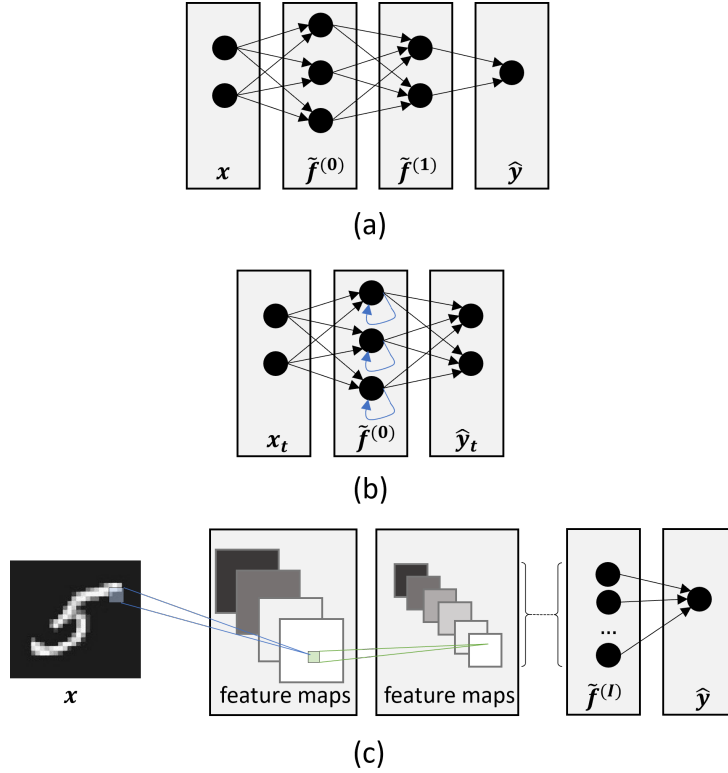 x f̃⁽⁰⁾ f̃⁽¹⁾ ŷ
(a)
xₜ f̃⁽⁰⁾ ŷₜ
(b)
...
feature maps feature maps f̃⁽ᴵ⁾
x ŷ
(c)